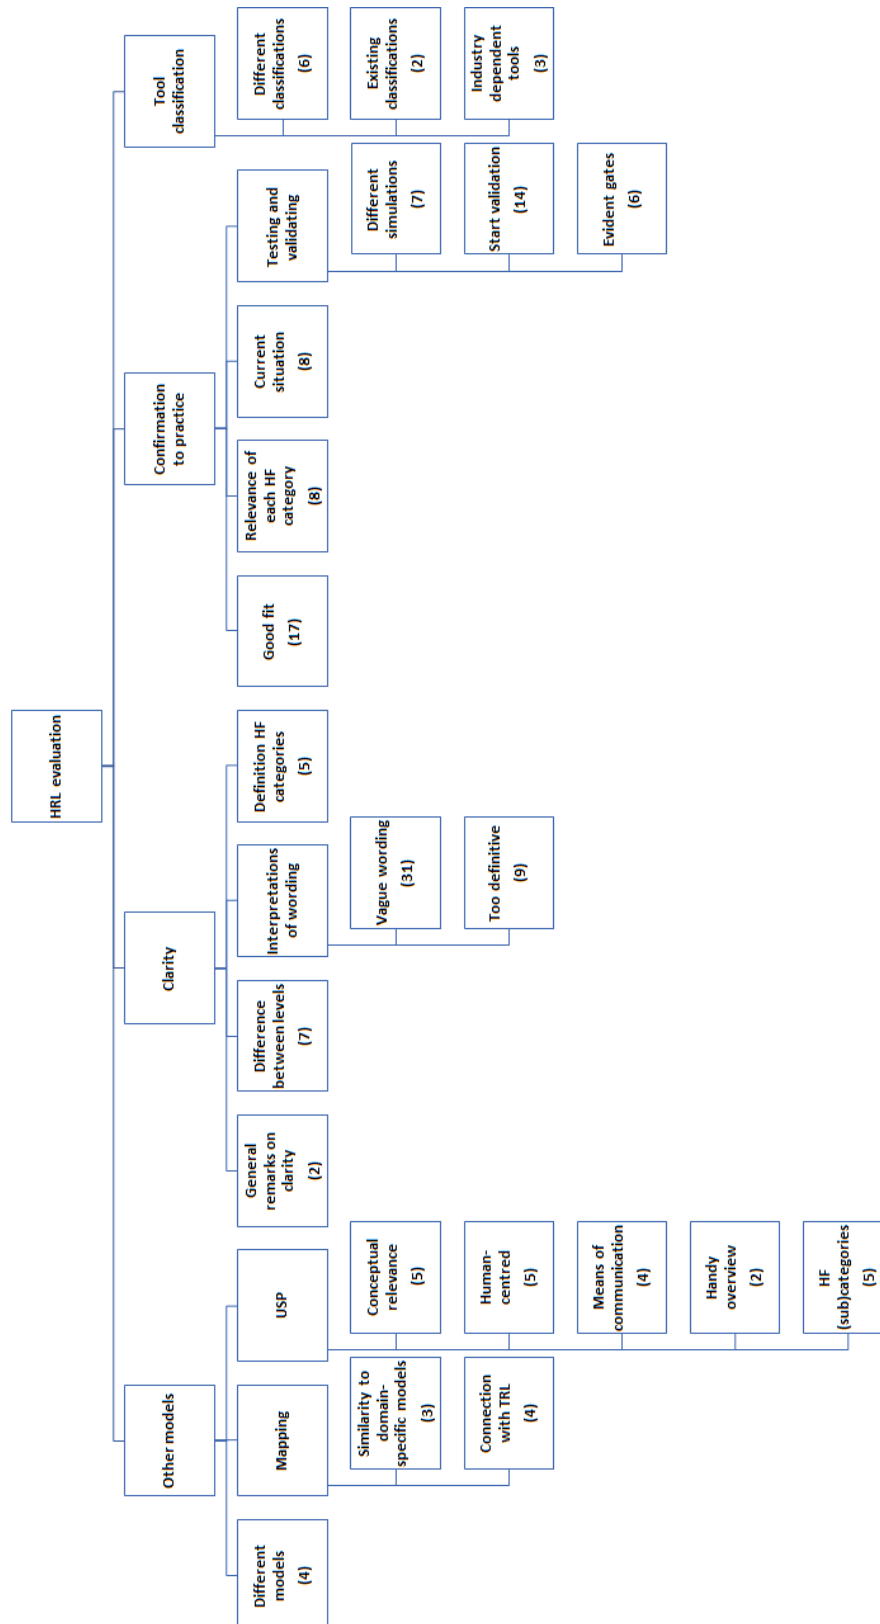 HRL evaluation
Other models
Clarity
Confirmation
to practice
Tool
classification
Different
models
(4)
Mapping
USP
General
remarks on
clarity
(2)
Difference
between levels
(7)
Interpretations
of wording
Definition HF
categories
(5)
Good fit
(17)
Relevance of
each HF
category
(8)
Current
situation
(8)
Testing and
validating
Different
classifications
(6)
Existing
classifications
(2)
Industry
dependent
tools
(3)
Similarity to
domain-
specific models
(3)
Connection
with TRL
(4)
Conceptual
relevance
(5)
Human-
centred
(5)
Means of
communication
(4)
Handy
overview
(2)
HF
(sub)categories
(5)
Vague wording
(31)
Too definitive
(9)
Different
simulations
(7)
Start validation
(14)
Evident gates
(6)